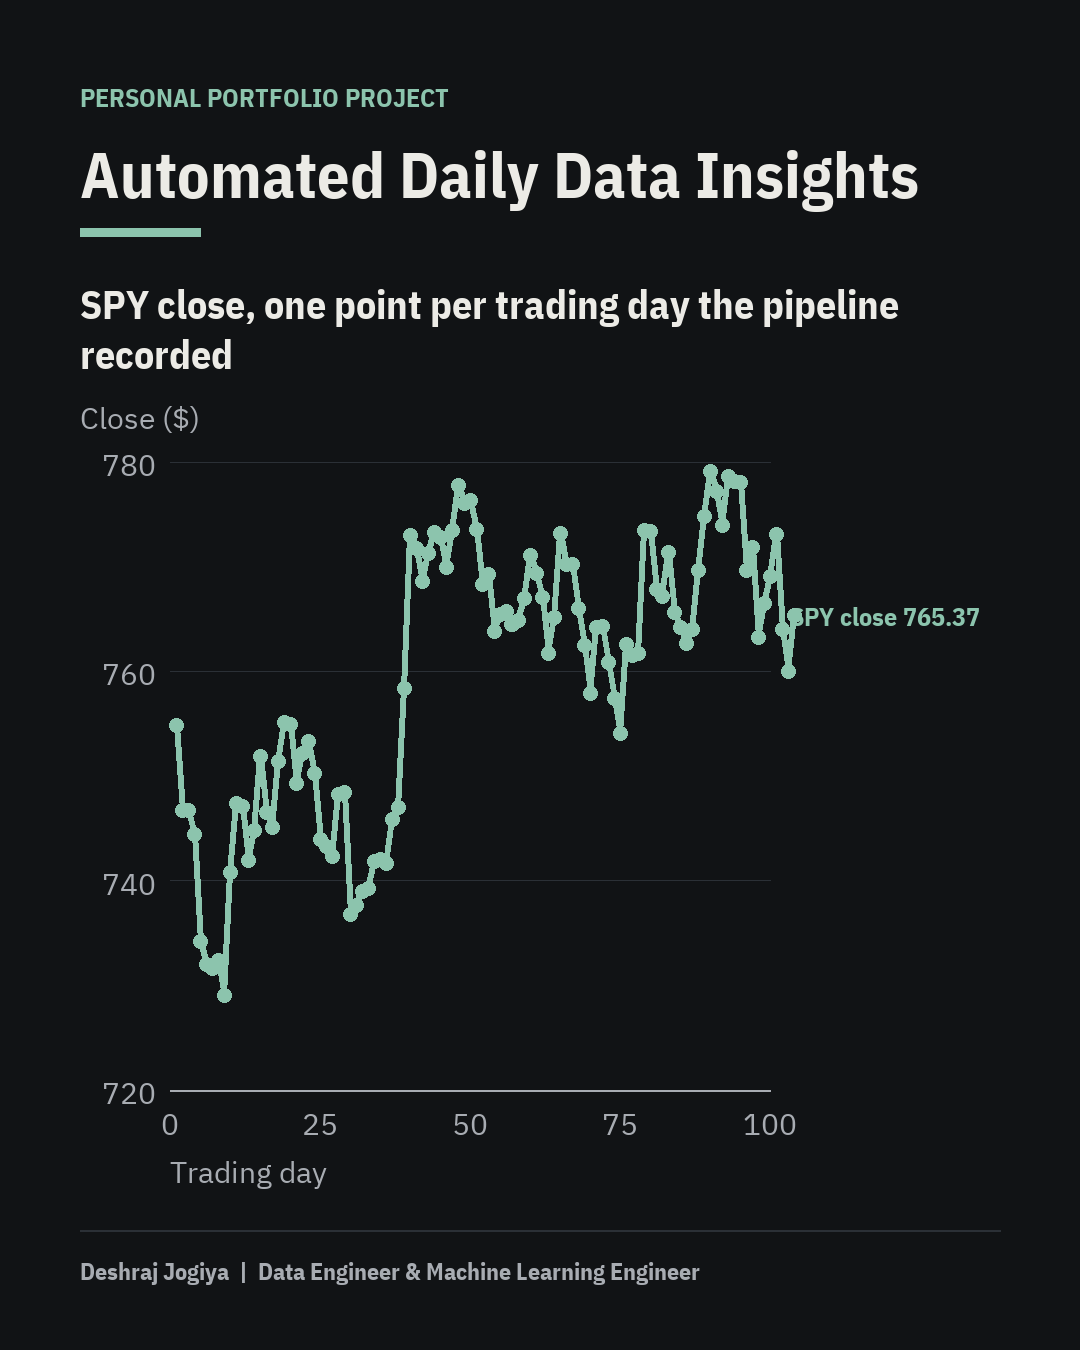 PERSONAL PORTFOLIO PROJECT
Automated Daily Data Insights
SPY close, one point per trading day the pipeline
recorded
Close ($)
780
760
740
720
SPY close 765.37
0 25 50 75 100
Trading day
Deshraj Jogiya | Data Engineer & Machine Learning Engineer